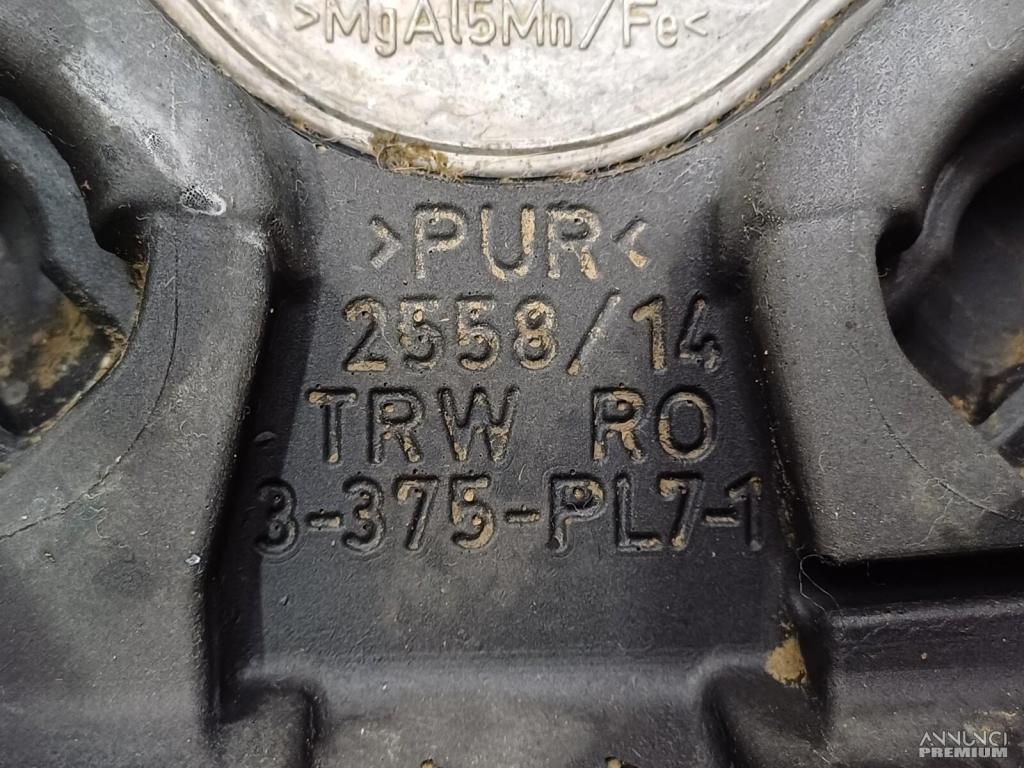 >MgAl5Mn/Fe<
>PUR<
2558/14
TRW RO
3-375-PL7-1
ANNUNCI
PREMIUM